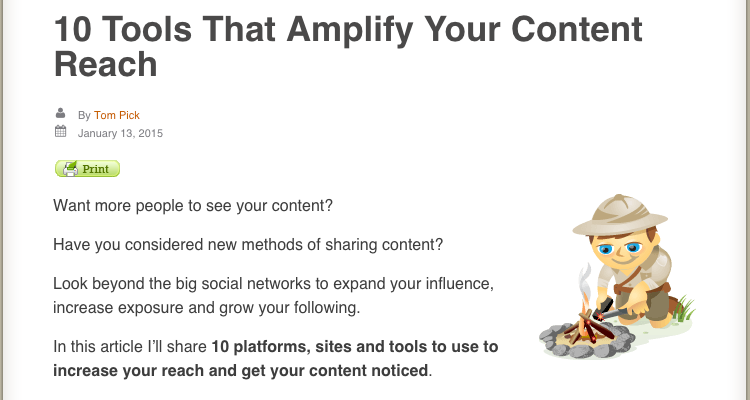 10 Tools That Amplify Your Content
Reach
By Tom Pick
January 13, 2015
Print
Want more people to see your content?
Have you considered new methods of sharing content?
Look beyond the big social networks to expand your influence,
increase exposure and grow your following.
In this article I’ll share 10 platforms, sites and tools to use to
increase your reach and get your content noticed.